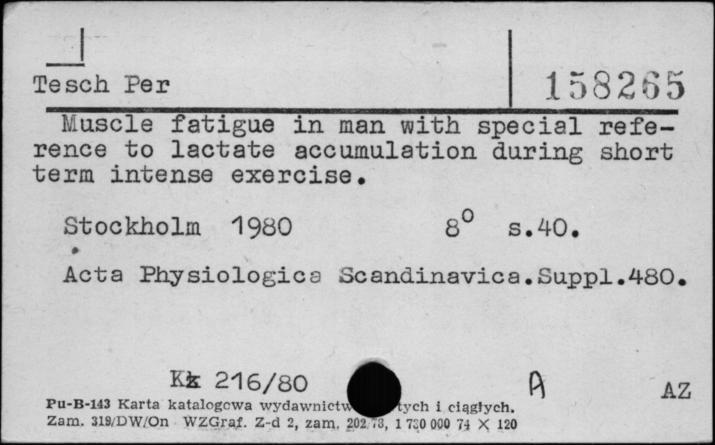 Tesch Per
158265
Muscle fatigue in man with special refe-
rence to lactate accumulation during short
term intense exercise.
Stockholm 1980 8° s.40.
Acta Physiologica Scandinavica.Suppl.480.
216/80 A AZ
Pu-B-143 Karta katalogowa wydawnictw tych i ciągłych.
Zam. 319/DW/On WZGraf. Z-d 2, zam. 202/73, 1 730 000 74 X 120